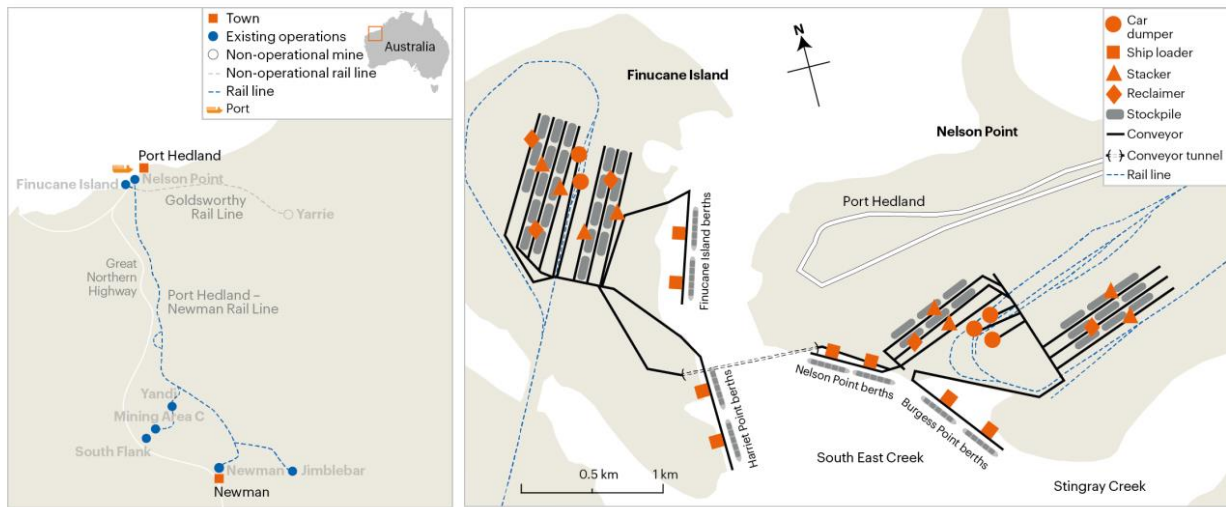 Town
Existing operations
Non-operational mine
Non-operational rail line
Rail line
Port
Australia
Port Hedland
Nelson Point
Finucane Island
Goldsworthy
Rail Line
Yarrie
Great
Northern
Highway
Port Hedland –
Newman Rail Line
Yandi
Mining Area C
South Flank
Newman
Jimblebar
Newman
N
Finucane Island
Nelson Point
Car
dumper
Ship loader
Stacker
Reclaimer
Stockpile
Conveyor
Conveyor tunnel
Rail line
Port Hedland
Finucane Island berths
Nelson Point berths
Harriet Point berths
Burgess Point berths
0.5 km
1 km
South East Creek
Stingray Creek